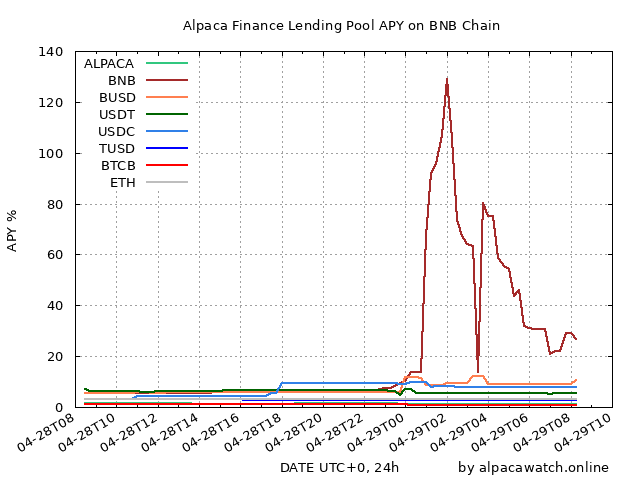 Alpaca Finance Lending Pool APY on BNB Chain
140
120
100
80
60
40
20
0
APY %
ALPACA
BNB
BUSD
USDT
USDC
TUSD
BTCB
ETH
04-28T08
04-28T10
04-28T12
04-28T14
04-28T16
04-28T18
04-28T20
04-28T22
04-29T00
04-29T02
04-29T04
04-29T06
04-29T08
04-29T10
DATE UTC+0, 24h
by alpacawatch.online